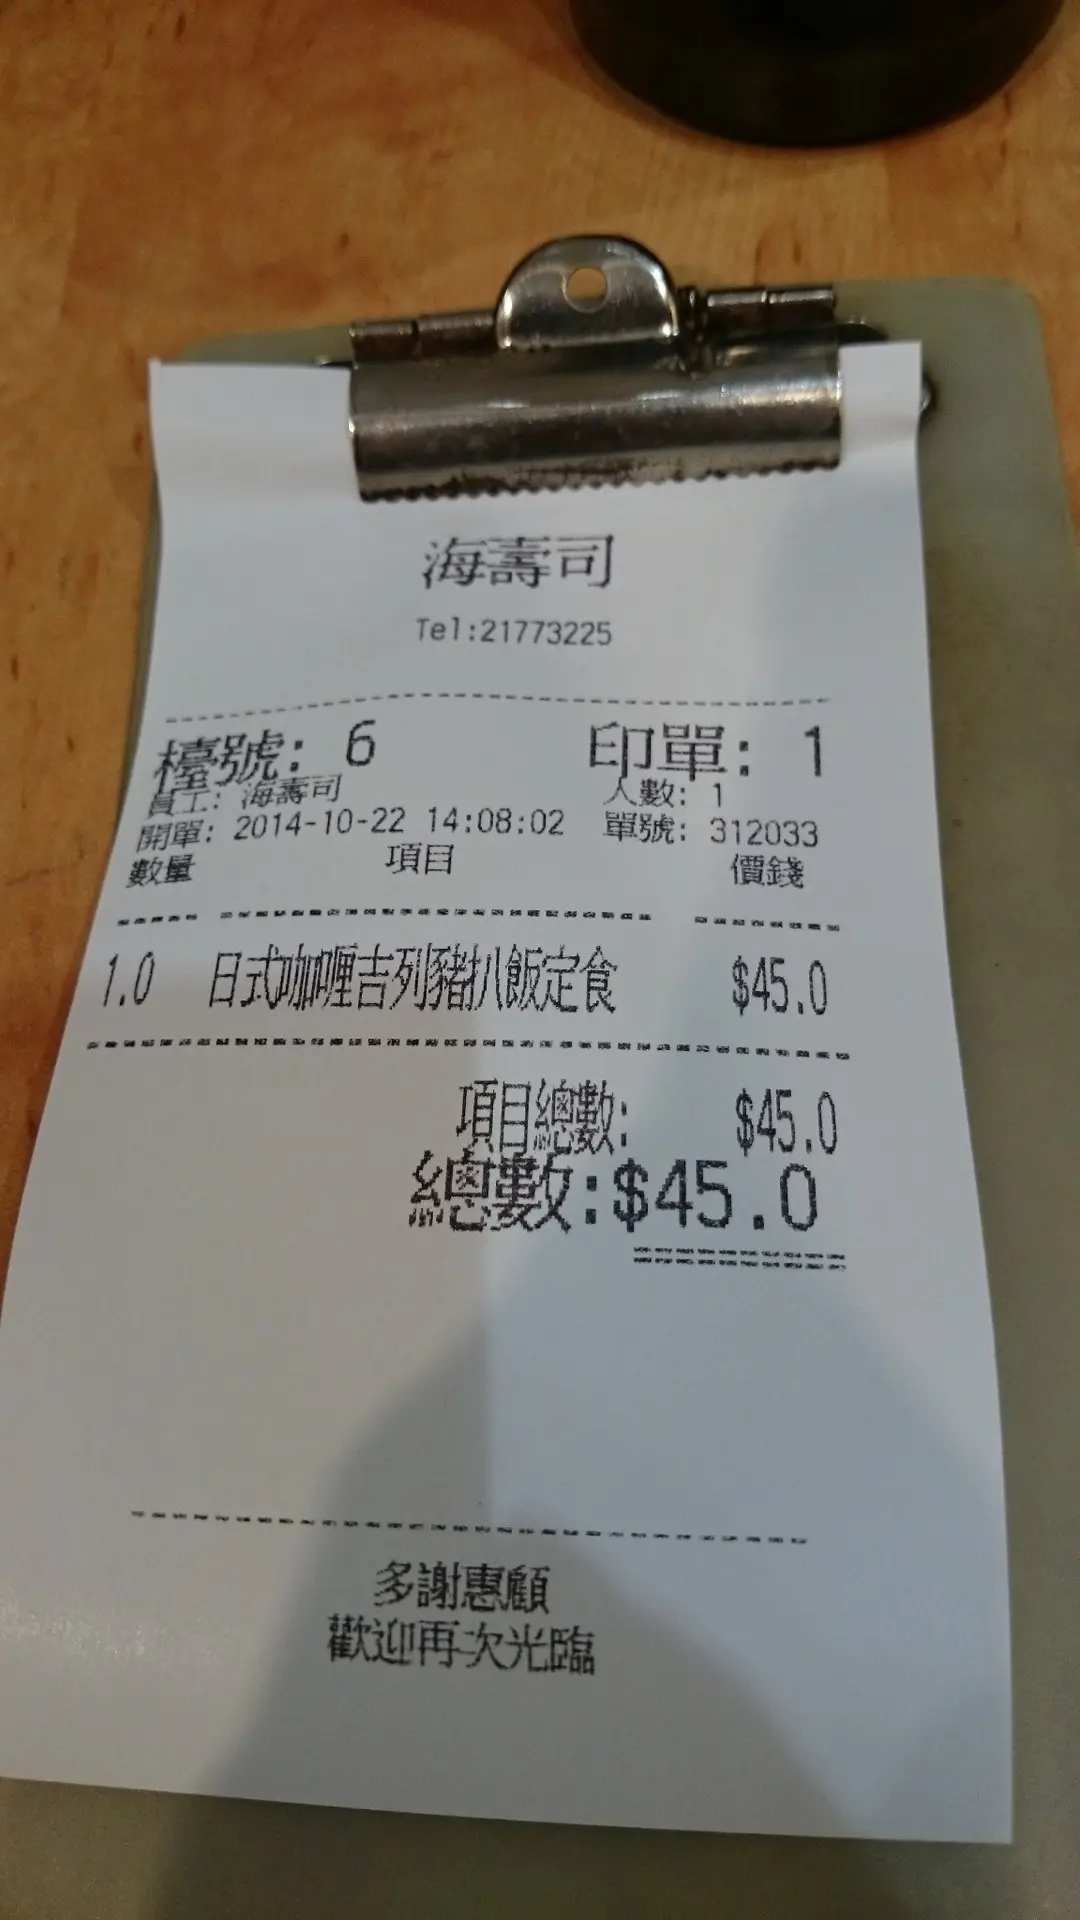 海壽司
Tel:21773225
檯號: 6 印單: 1
員工: 海壽司 人數: 1
開單: 2014-10-22 14:08:02 單號: 312033
數量 項目 價錢
1.0 日式咖喱吉列豬扒飯定食 $45.0
項目總數: $45.0
總數:$45.0
多謝惠顧
歡迎再次光臨